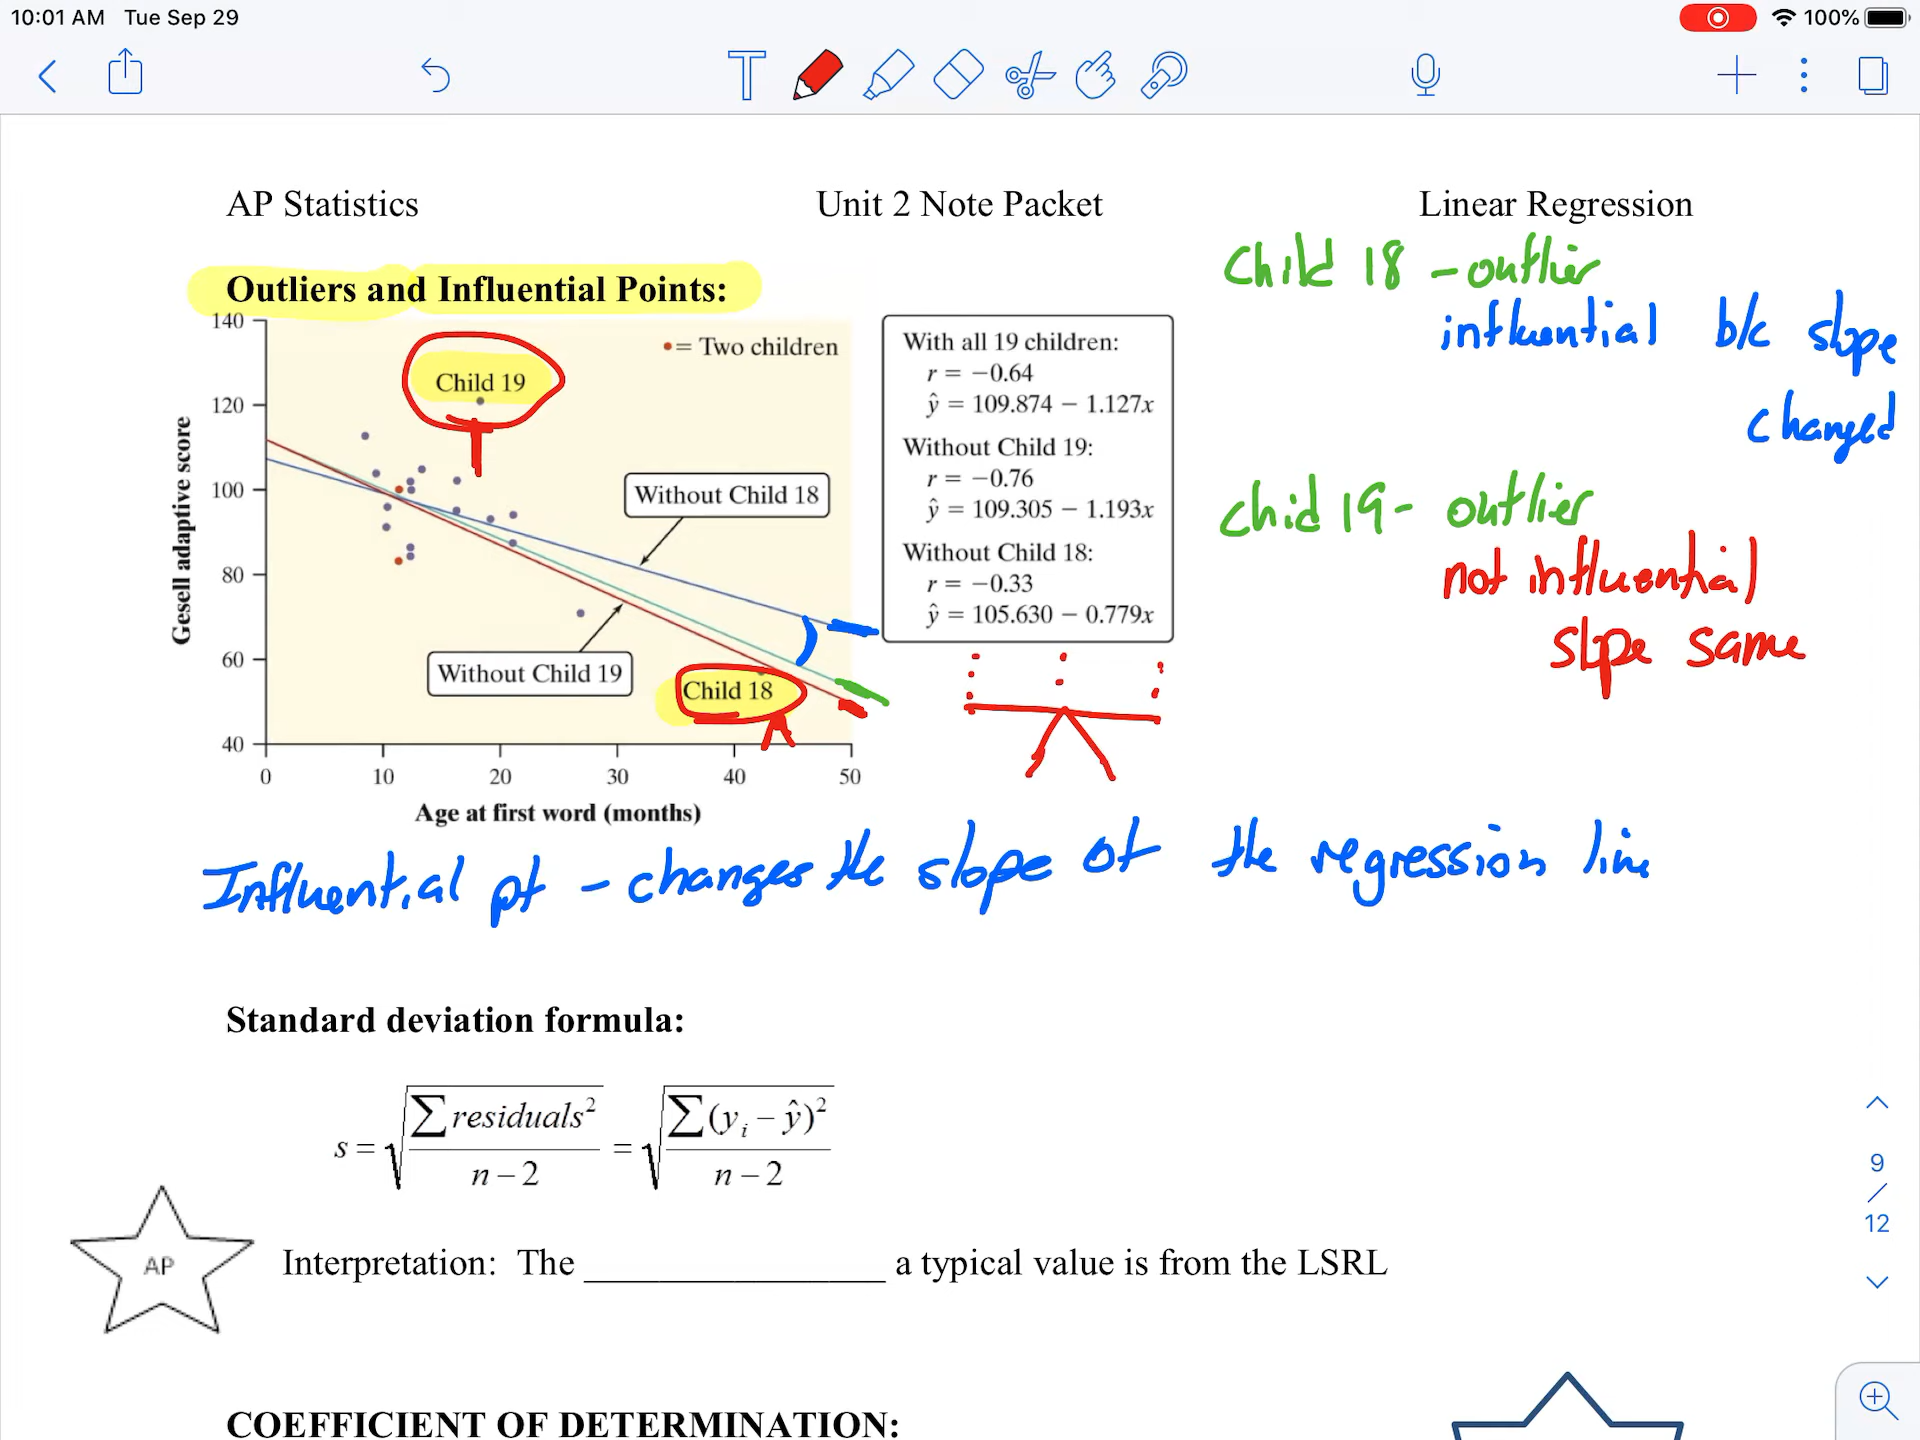 10:01 AM Tue Sep 29
100%
T
AP Statistics Unit 2 Note Packet Linear Regression
Child 18 - outlier
influential b/c slope
changed
Outliers and Influential Points:
140
120
100
80
60
40
Gesell adaptive score
= Two children
Child 19
Without Child 18
Without Child 19
Child 18
0 10 20 30 40 50
Age at first word (months)
With all 19 children:
r = −0.64
ŷ = 109.874 − 1.127x
Without Child 19:
r = −0.76
ŷ = 109.305 − 1.193x
Without Child 18:
r = −0.33
ŷ = 105.630 − 0.779x
Chid 19 - outlier
not influential
slope same
Influential pt - changes the slope of the regression line
Standard deviation formula:
s = √(∑residuals² / (n − 2)) = √(∑(yᵢ − ŷ)² / (n − 2))
AP
Interpretation: The ________________ a typical value is from the LSRL
9
/
12
COEFFICIENT OF DETERMINATION: